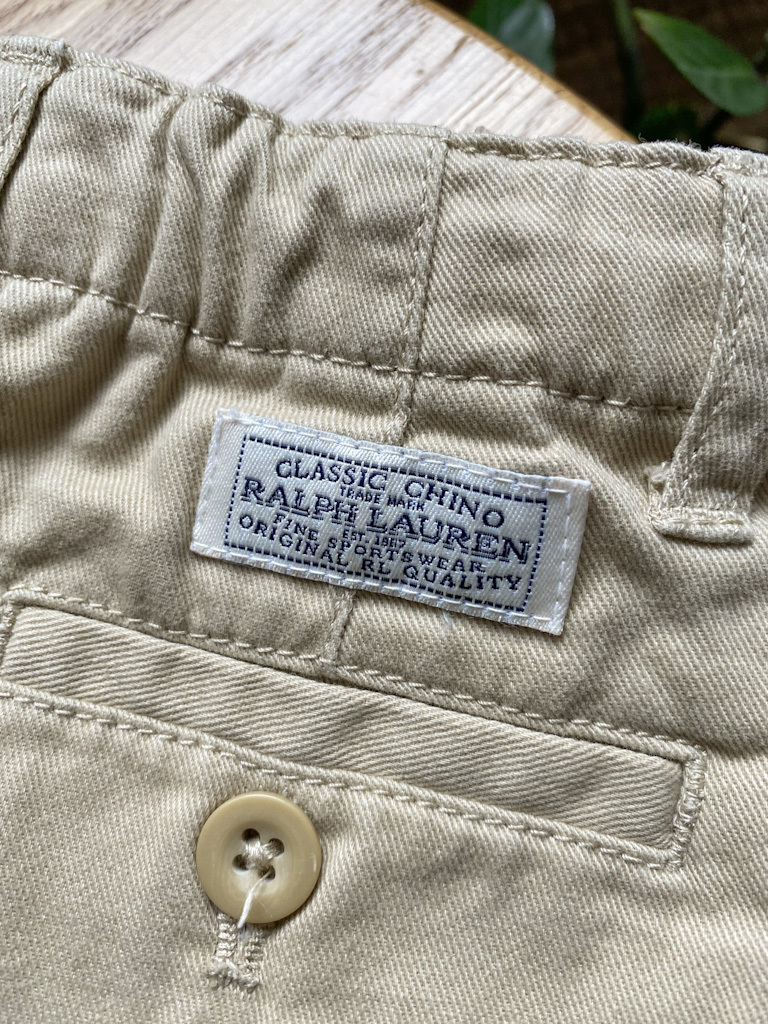 CLASSIC CHINO
TRADE MARK
RALPH LAUREN
EST. 1967
FINE SPORTSWEAR
ORIGINAL RL QUALITY